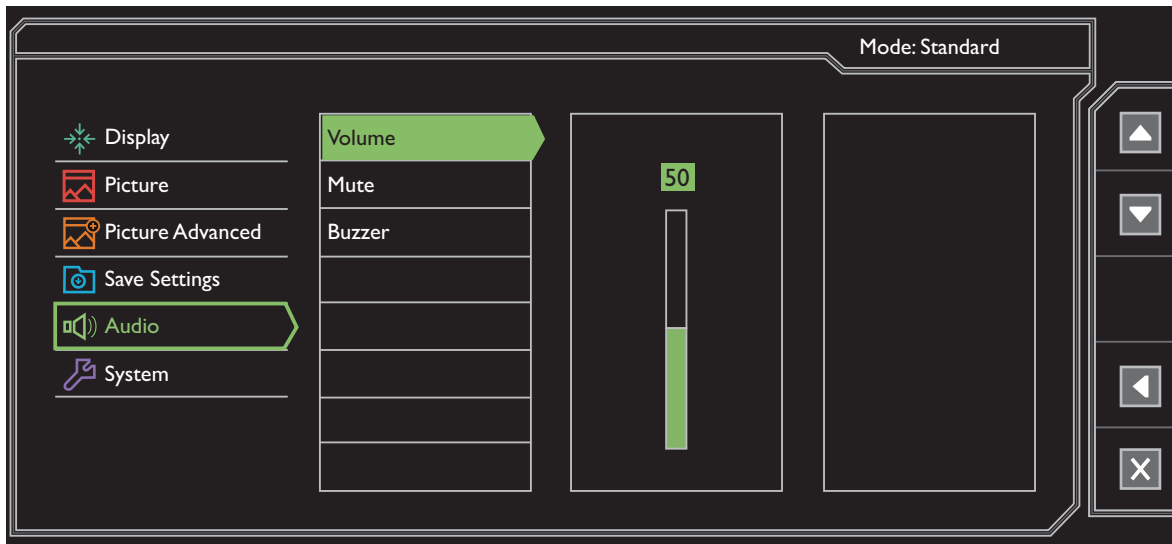 Mode: Standard
Display
Picture
Picture Advanced
Save Settings
Audio
System
Volume
Mute
Buzzer
50